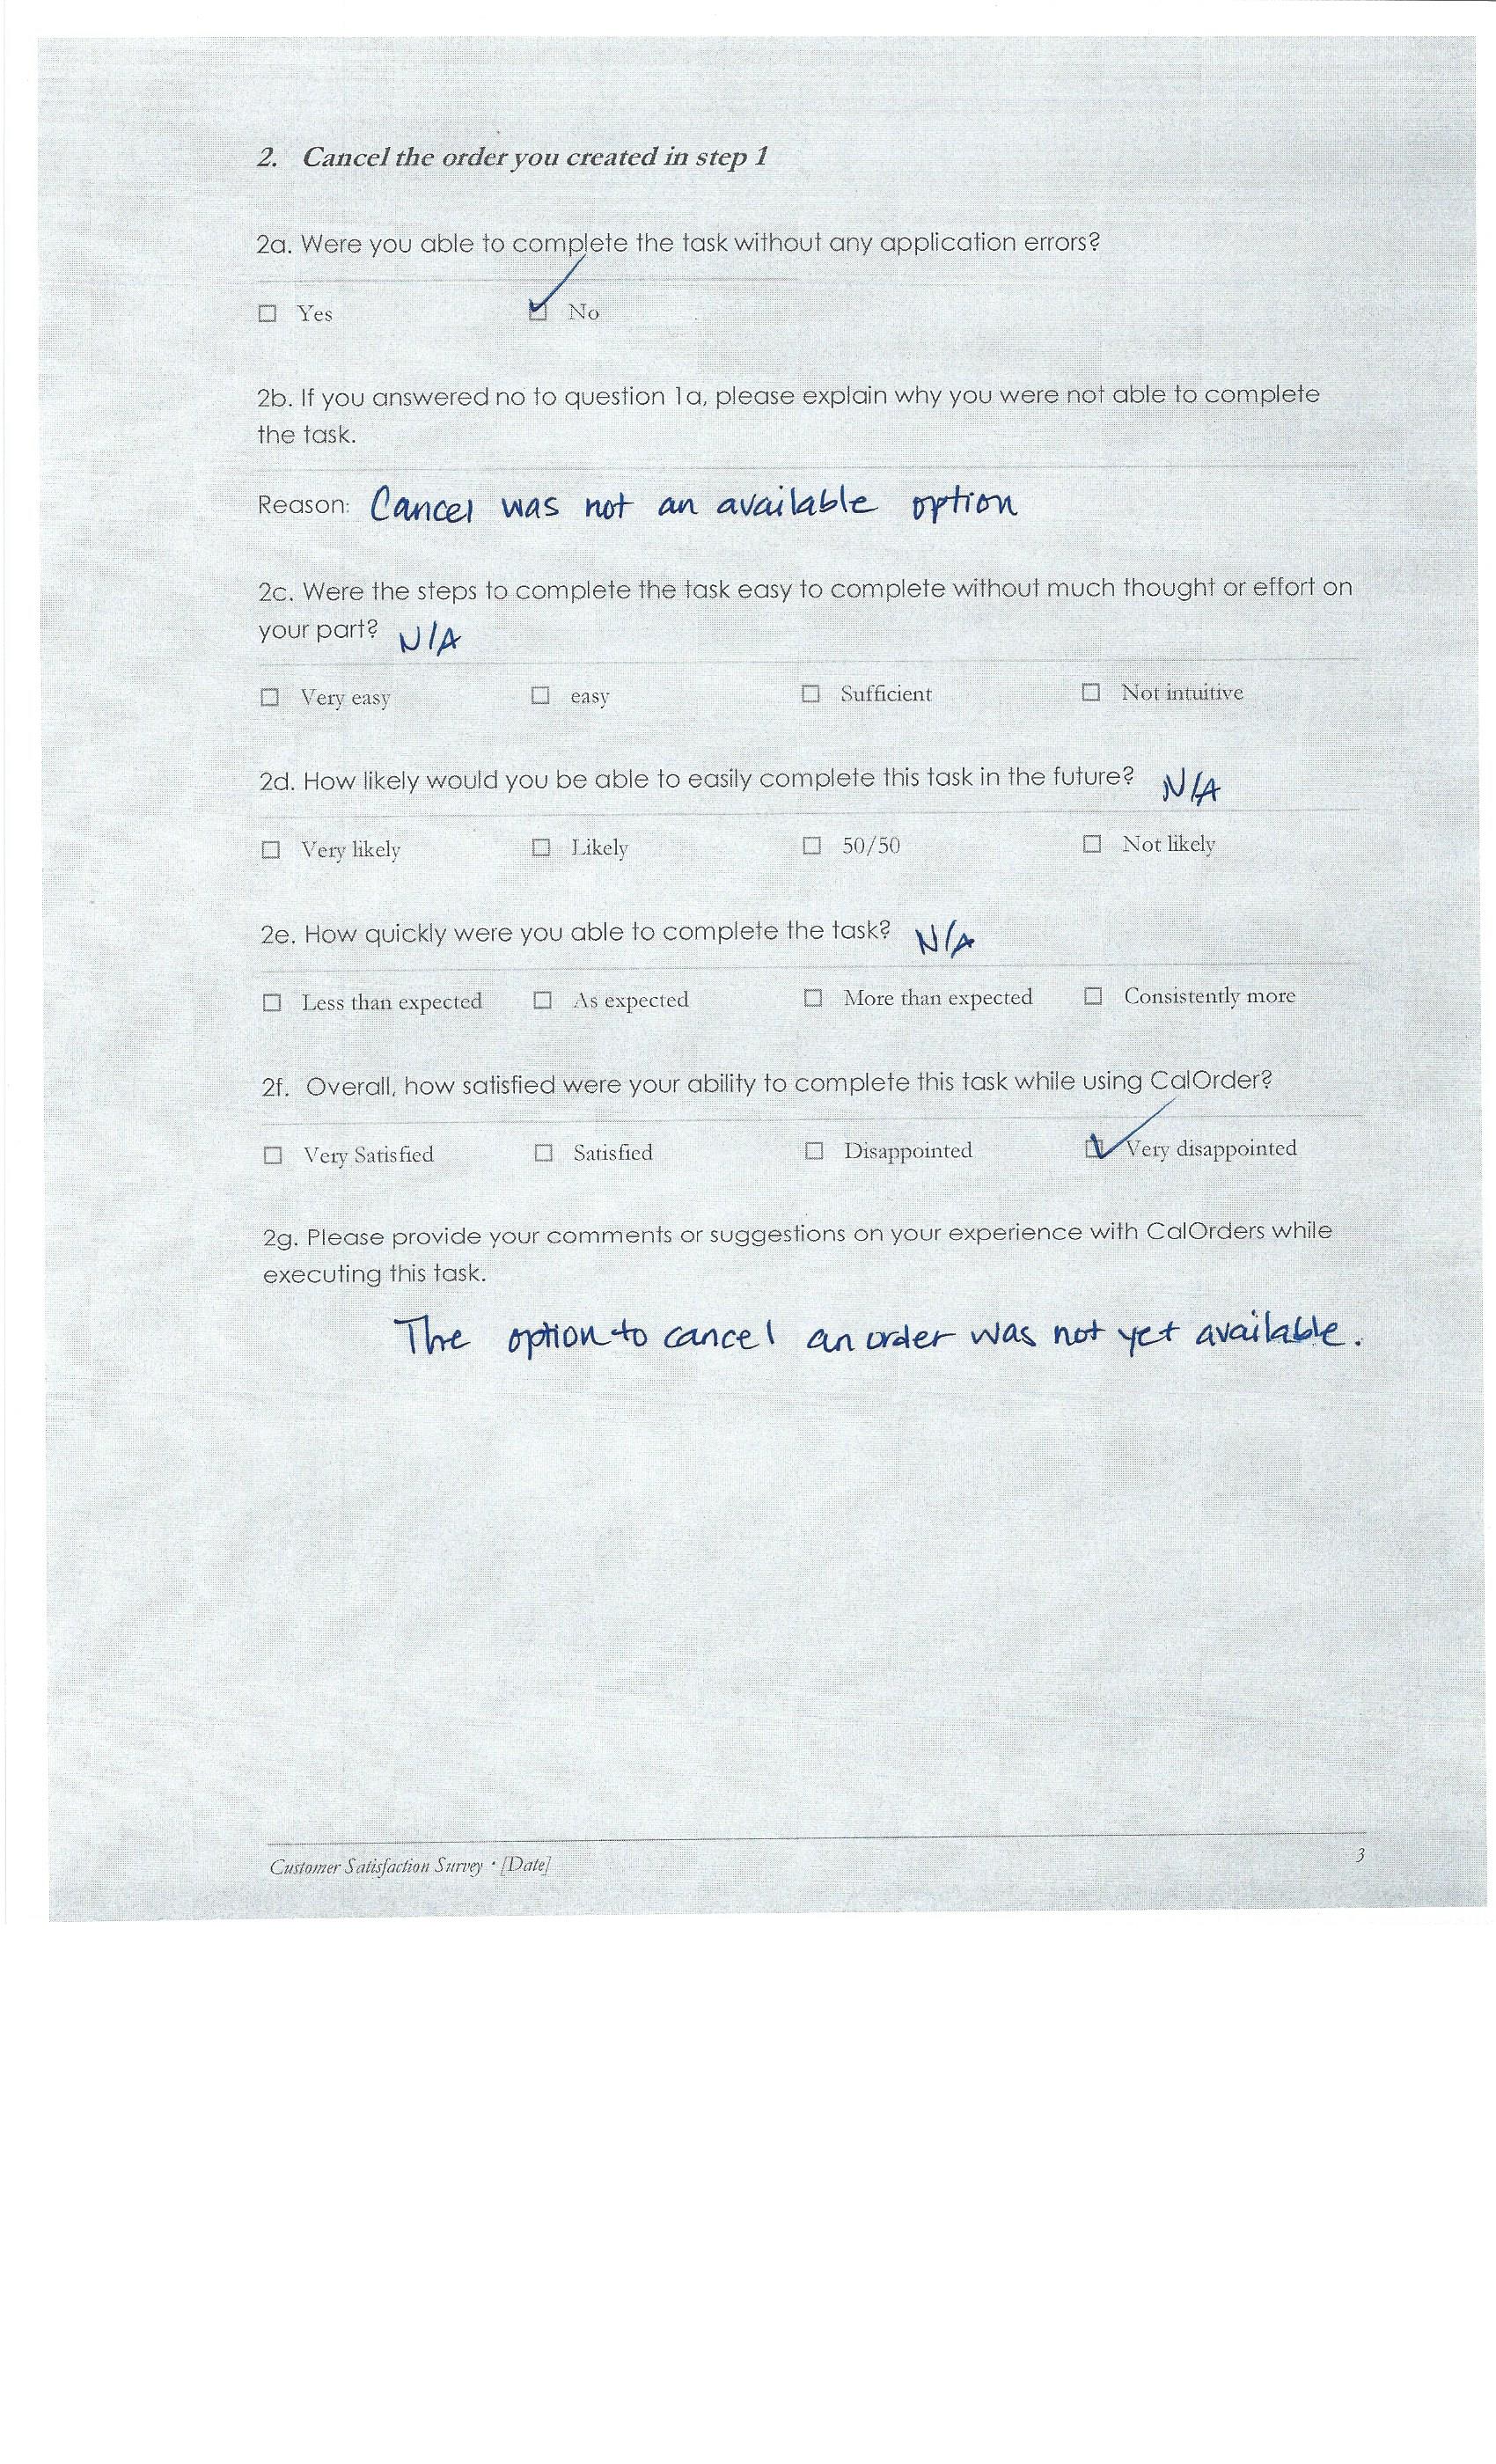 2. Cancel the order you created in step 1
2a. Were you able to complete the task without any application errors?
☐ Yes ☑ No
2b. If you answered no to question 1a, please explain why you were not able to complete
the task.
Reason: Cancel was not an available option
2c. Were the steps to complete the task easy to complete without much thought or effort on
your part? N/A
☐ Very easy ☐ easy ☐ Sufficient ☐ Not intuitive
2d. How likely would you be able to easily complete this task in the future? N/A
☐ Very likely ☐ Likely ☐ 50/50 ☐ Not likely
2e. How quickly were you able to complete the task? N/A
☐ Less than expected ☐ As expected ☐ More than expected ☐ Consistently more
2f. Overall, how satisfied were your ability to complete this task while using CalOrder?
☐ Very Satisfied ☐ Satisfied ☐ Disappointed ☑ Very disappointed
2g. Please provide your comments or suggestions on your experience with CalOrders while
executing this task.
The option to cancel an order was not yet available.
Customer Satisfaction Survey • [Date] 3